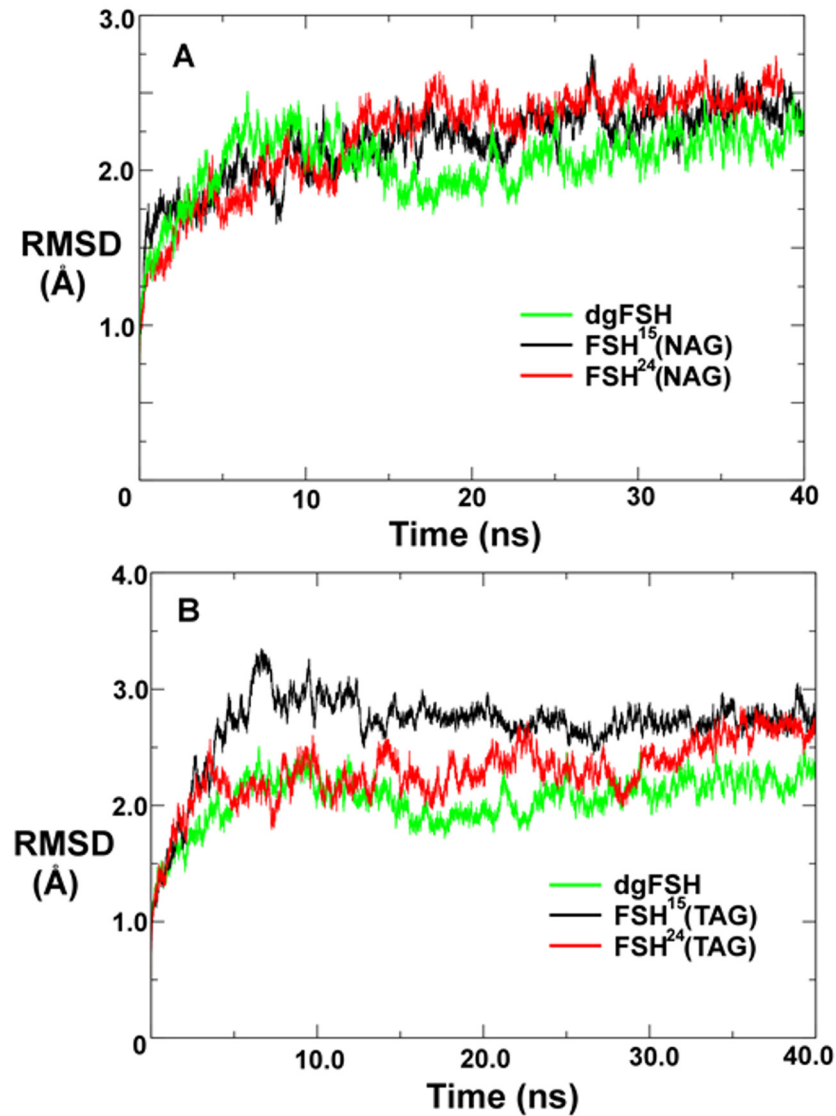 3.0
A
2.0
RMSD
(Å)
1.0
dgFSH
FSH15(NAG)
FSH24(NAG)
0
10
20
30
40
Time (ns)
4.0
B
3.0
2.0
RMSD
(Å)
1.0
dgFSH
FSH15(TAG)
FSH24(TAG)
0
10.0
20.0
30.0
40.0
Time (ns)